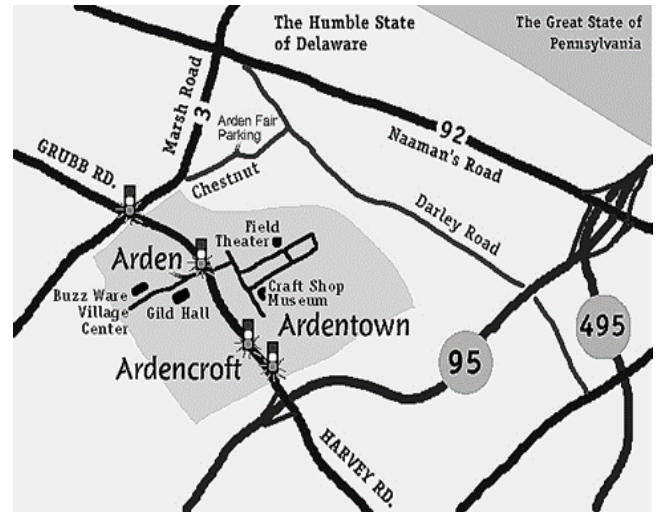 The Humble State
of Delaware
The Great State of
Pennsylvania
Marsh Road
3
Arden Fair
Parking
92
Naaman's Road
GRUBB RD.
Chestnut
Darley Road
Field
Theater
Arden
Buzz Ware
Village
Center
Gild Hall
Craft Shop
Museum
Ardentown
Ardencroft
95
495
HARVEY RD.